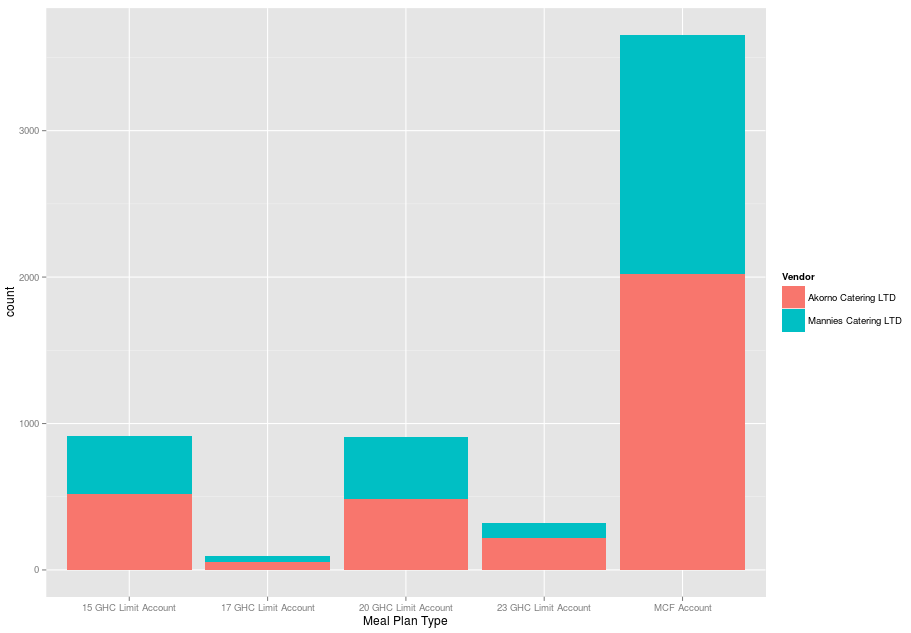 count
3000
2000
1000
0
15 GHC Limit Account
17 GHC Limit Account
20 GHC Limit Account
23 GHC Limit Account
MCF Account
Meal Plan Type
Vendor
Akorno Catering LTD
Mannies Catering LTD